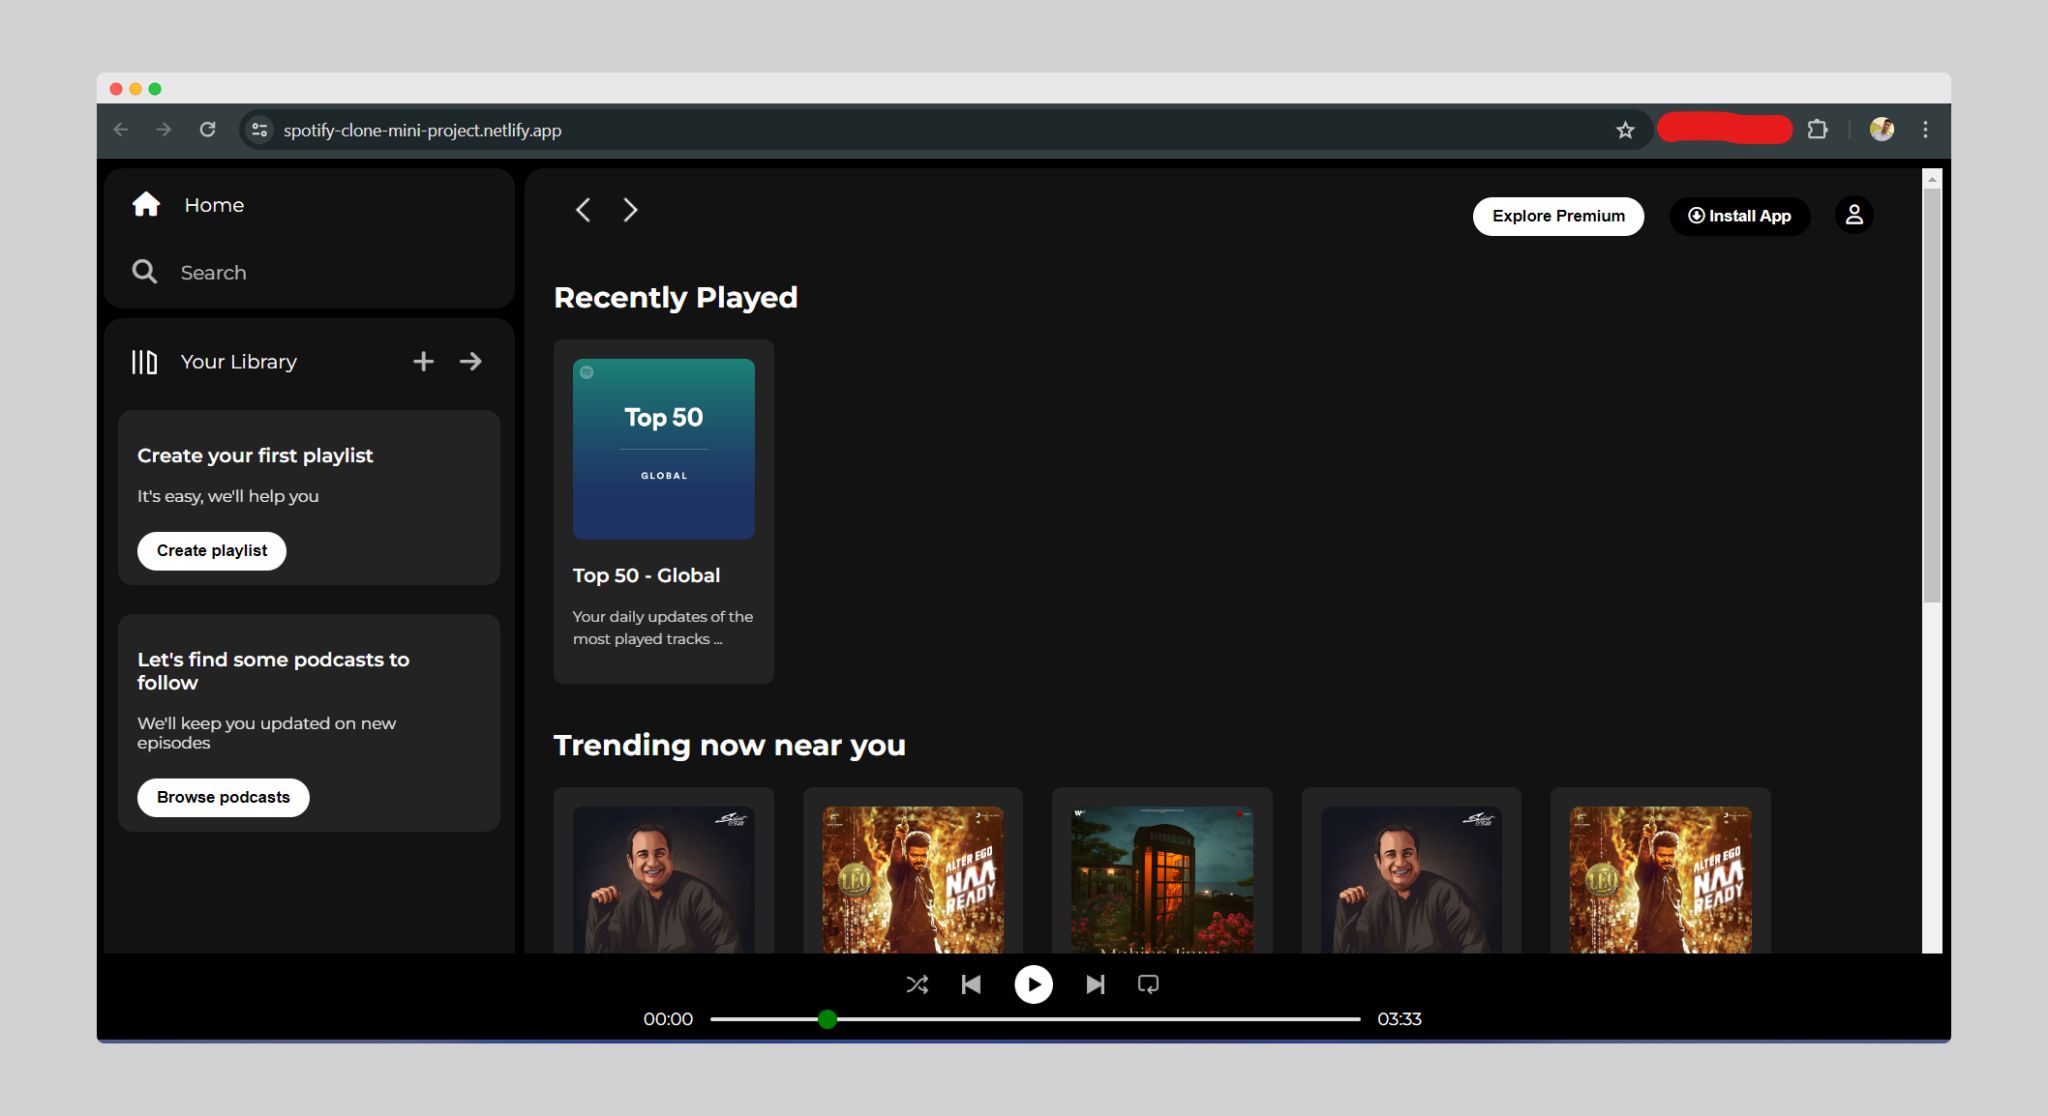 spotify-clone-mini-project.netlify.app
Home
Search
Your Library
Create your first playlist
It's easy, we'll help you
Create playlist
Let's find some podcasts to
follow
We'll keep you updated on new
episodes
Browse podcasts
Explore Premium
Install App
Recently Played
Top 50
GLOBAL
Top 50 - Global
Your daily updates of the
most played tracks ...
Trending now near you
LEO
ALTER EGO
NAA
READY
LEO
ALTER EGO
NAA
READY
00:00
03:33